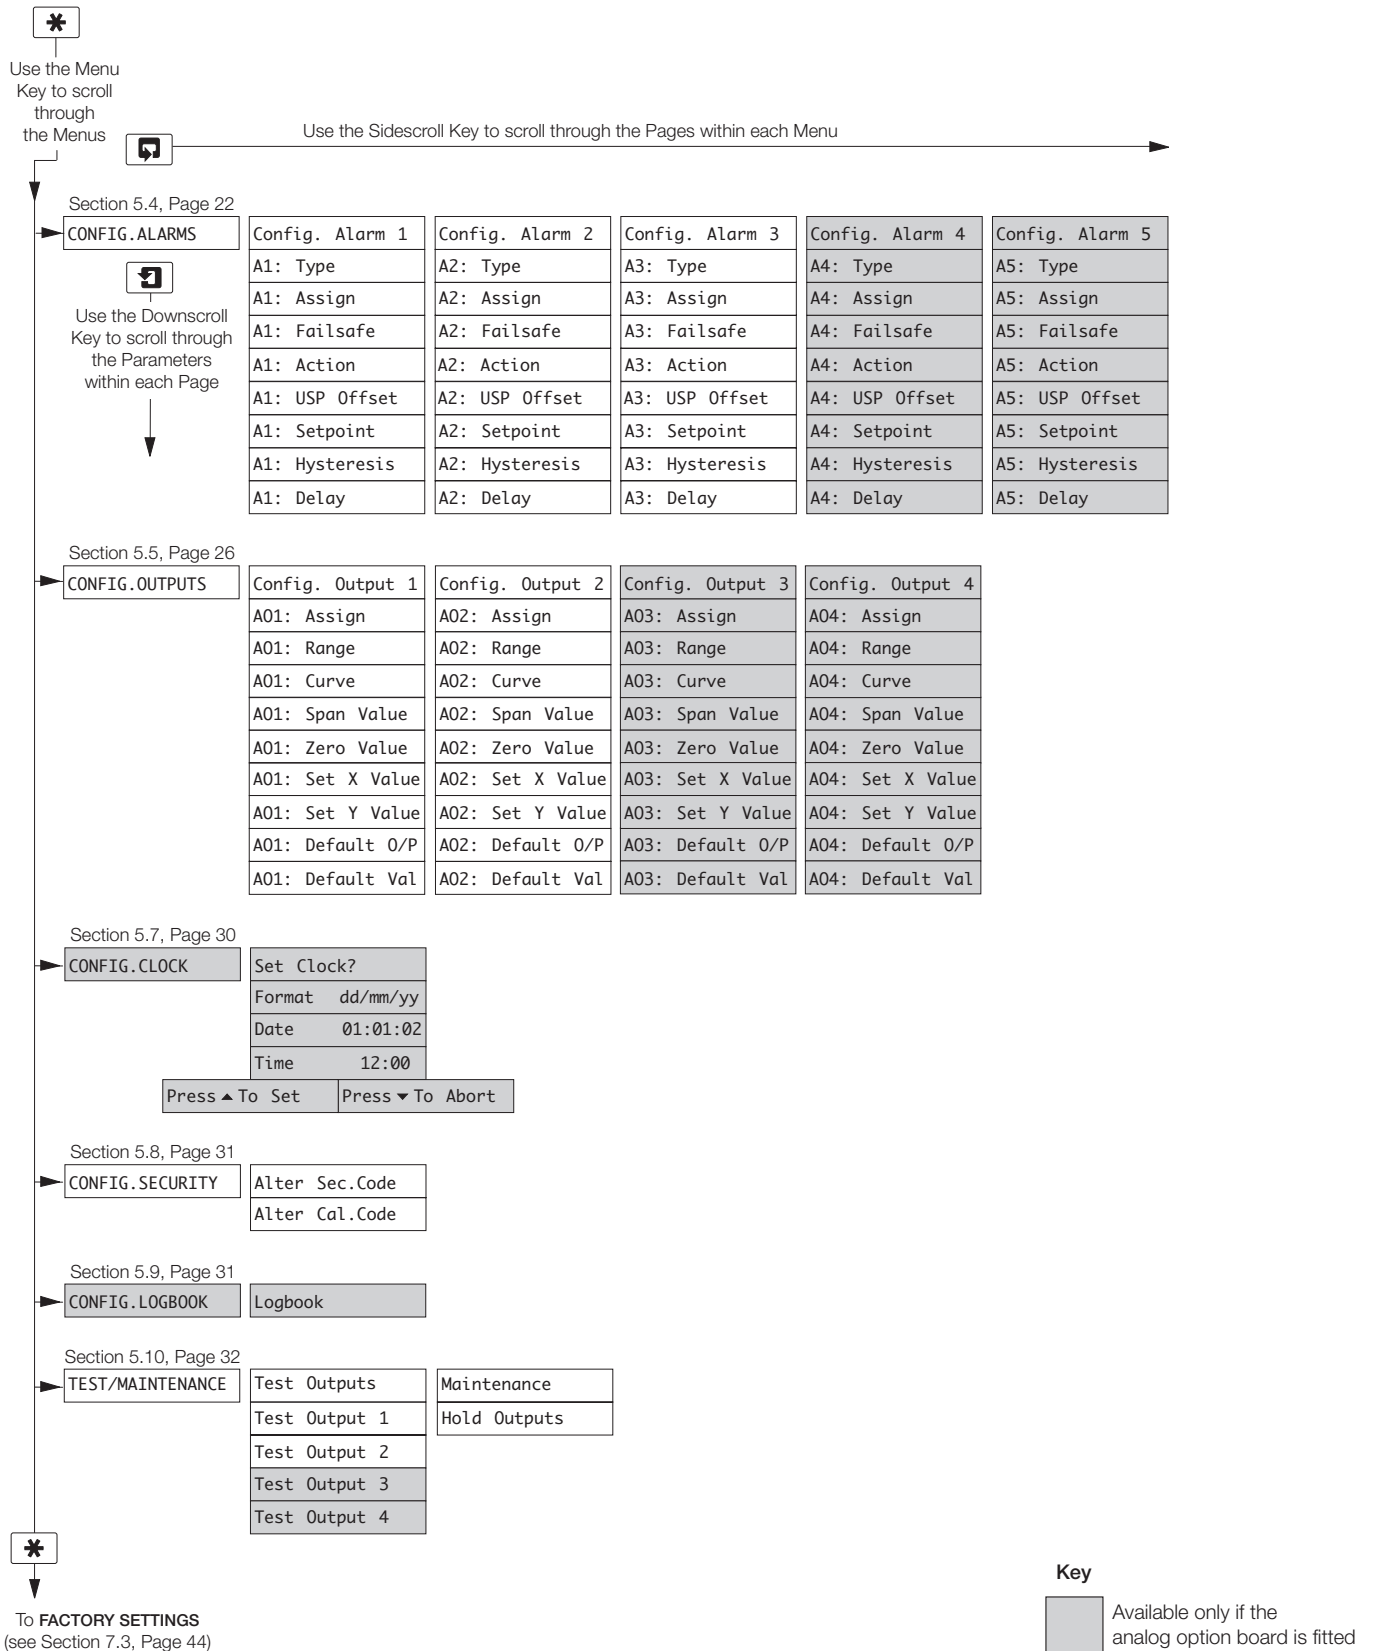 Use the Menu
Key to scroll
through
the Menus
Use the Sidescroll Key to scroll through the Pages within each Menu
Section 5.4, Page 22
CONFIG.ALARMS
Use the Downscroll
Key to scroll through
the Parameters
within each Page
Config. Alarm 1
A1: Type
A1: Assign
A1: Failsafe
A1: Action
A1: USP Offset
A1: Setpoint
A1: Hysteresis
A1: Delay
Config. Alarm 2
A2: Type
A2: Assign
A2: Failsafe
A2: Action
A2: USP Offset
A2: Setpoint
A2: Hysteresis
A2: Delay
Config. Alarm 3
A3: Type
A3: Assign
A3: Failsafe
A3: Action
A3: USP Offset
A3: Setpoint
A3: Hysteresis
A3: Delay
Config. Alarm 4
A4: Type
A4: Assign
A4: Failsafe
A4: Action
A4: USP Offset
A4: Setpoint
A4: Hysteresis
A4: Delay
Config. Alarm 5
A5: Type
A5: Assign
A5: Failsafe
A5: Action
A5: USP Offset
A5: Setpoint
A5: Hysteresis
A5: Delay
Section 5.5, Page 26
CONFIG.OUTPUTS
Config. Output 1
AO1: Assign
AO1: Range
AO1: Curve
AO1: Span Value
AO1: Zero Value
AO1: Set X Value
AO1: Set Y Value
AO1: Default O/P
AO1: Default Val
Config. Output 2
AO2: Assign
AO2: Range
AO2: Curve
AO2: Span Value
AO2: Zero Value
AO2: Set X Value
AO2: Set Y Value
AO2: Default O/P
AO2: Default Val
Config. Output 3
AO3: Assign
AO3: Range
AO3: Curve
AO3: Span Value
AO3: Zero Value
AO3: Set X Value
AO3: Set Y Value
AO3: Default O/P
AO3: Default Val
Config. Output 4
AO4: Assign
AO4: Range
AO4: Curve
AO4: Span Value
AO4: Zero Value
AO4: Set X Value
AO4: Set Y Value
AO4: Default O/P
AO4: Default Val
Section 5.7, Page 30
CONFIG.CLOCK
Set Clock?
Format dd/mm/yy
Date 01:01:02
Time 12:00
Press ▲ To Set
Press ▼ To Abort
Section 5.8, Page 31
CONFIG.SECURITY
Alter Sec.Code
Alter Cal.Code
Section 5.9, Page 31
CONFIG.LOGBOOK
Logbook
Section 5.10, Page 32
TEST/MAINTENANCE
Test Outputs
Test Output 1
Test Output 2
Test Output 3
Test Output 4
Maintenance
Hold Outputs
To FACTORY SETTINGS
(see Section 7.3, Page 44)
Key
Available only if the
analog option board is fitted